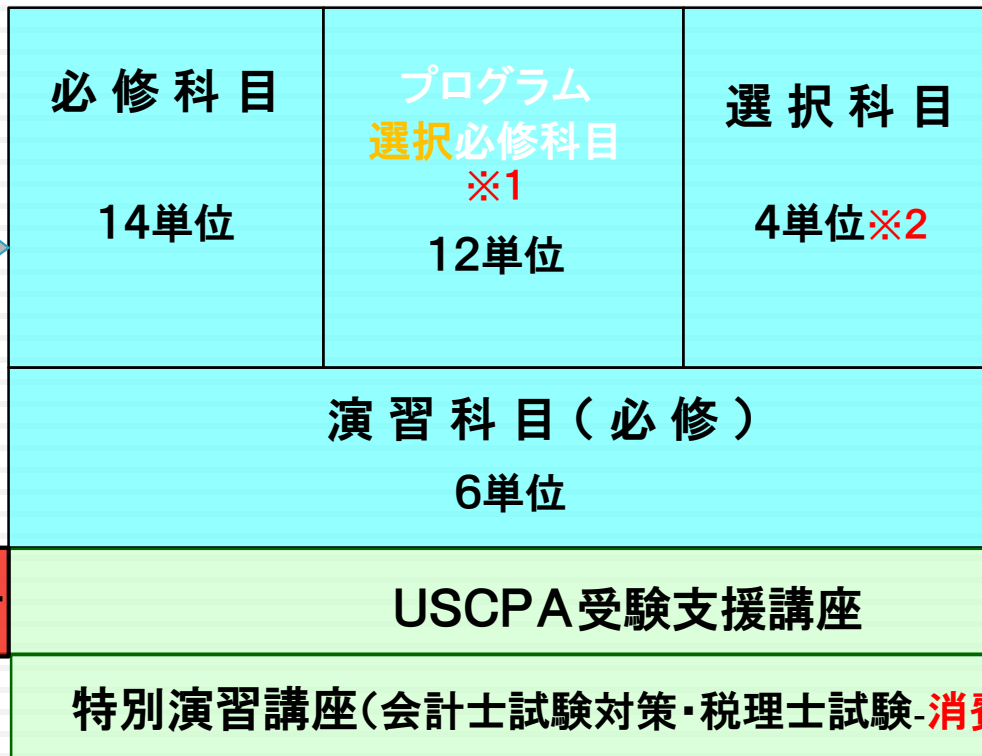 必修科目
14単位
プログラム
選択必修科目
※1
12単位
選択科目
4単位※2
演習科目(必修)
6単位
USCPA受験支援講座
特別演習講座(会計士試験対策・税理士試験-消